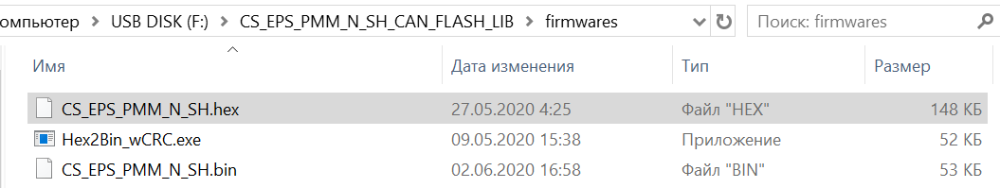 омпьютер > USB DISK (F:) > CS_EPS_PMM_N_SH_CAN_FLASH_LIB > firmwares Поиск: firmwares
Имя Дата изменения Тип Размер
CS_EPS_PMM_N_SH.hex 27.05.2020 4:25 Файл "HEX" 148 КБ
Hex2Bin_wCRC.exe 09.05.2020 15:38 Приложение 52 КБ
CS_EPS_PMM_N_SH.bin 02.06.2020 16:58 Файл "BIN" 53 КБ